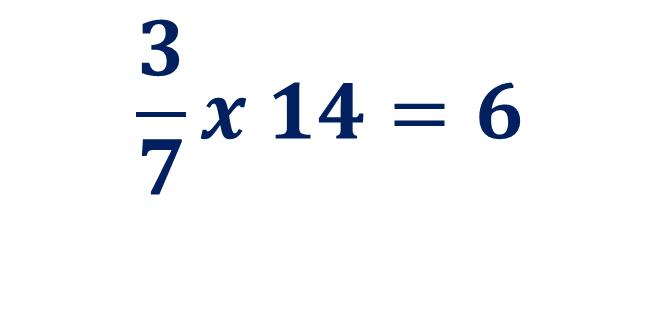 3/7 x 14 = 6